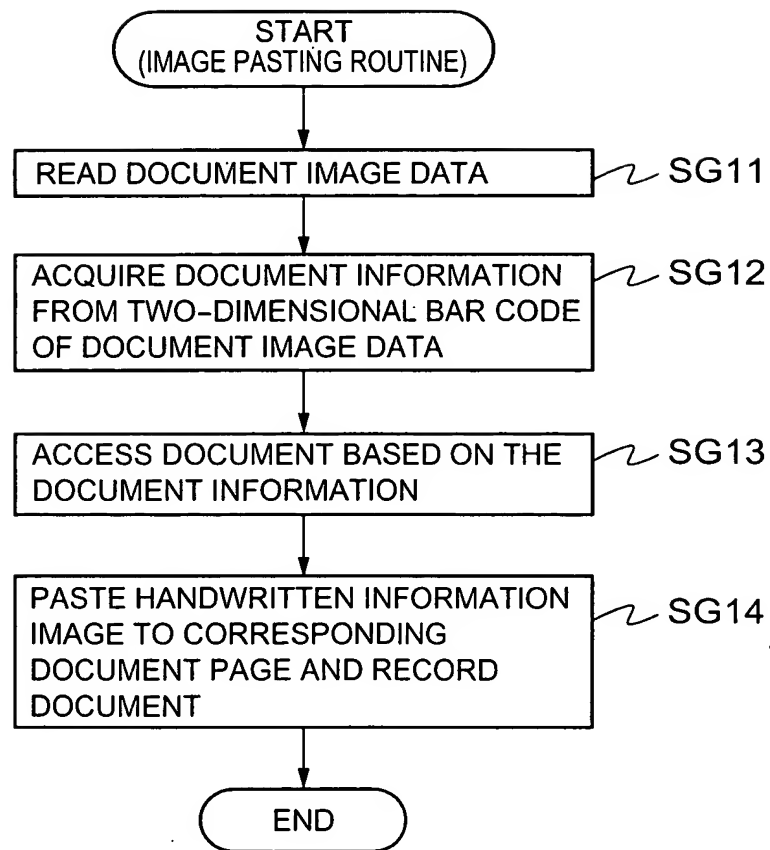 START
(IMAGE PASTING ROUTINE)
READ DOCUMENT IMAGE DATA
SG11
ACQUIRE DOCUMENT INFORMATION
FROM TWO-DIMENSIONAL BAR CODE
OF DOCUMENT IMAGE DATA
SG12
ACCESS DOCUMENT BASED ON THE
DOCUMENT INFORMATION
SG13
PASTE HANDWRITTEN INFORMATION
IMAGE TO CORRESPONDING
DOCUMENT PAGE AND RECORD
DOCUMENT
SG14
END